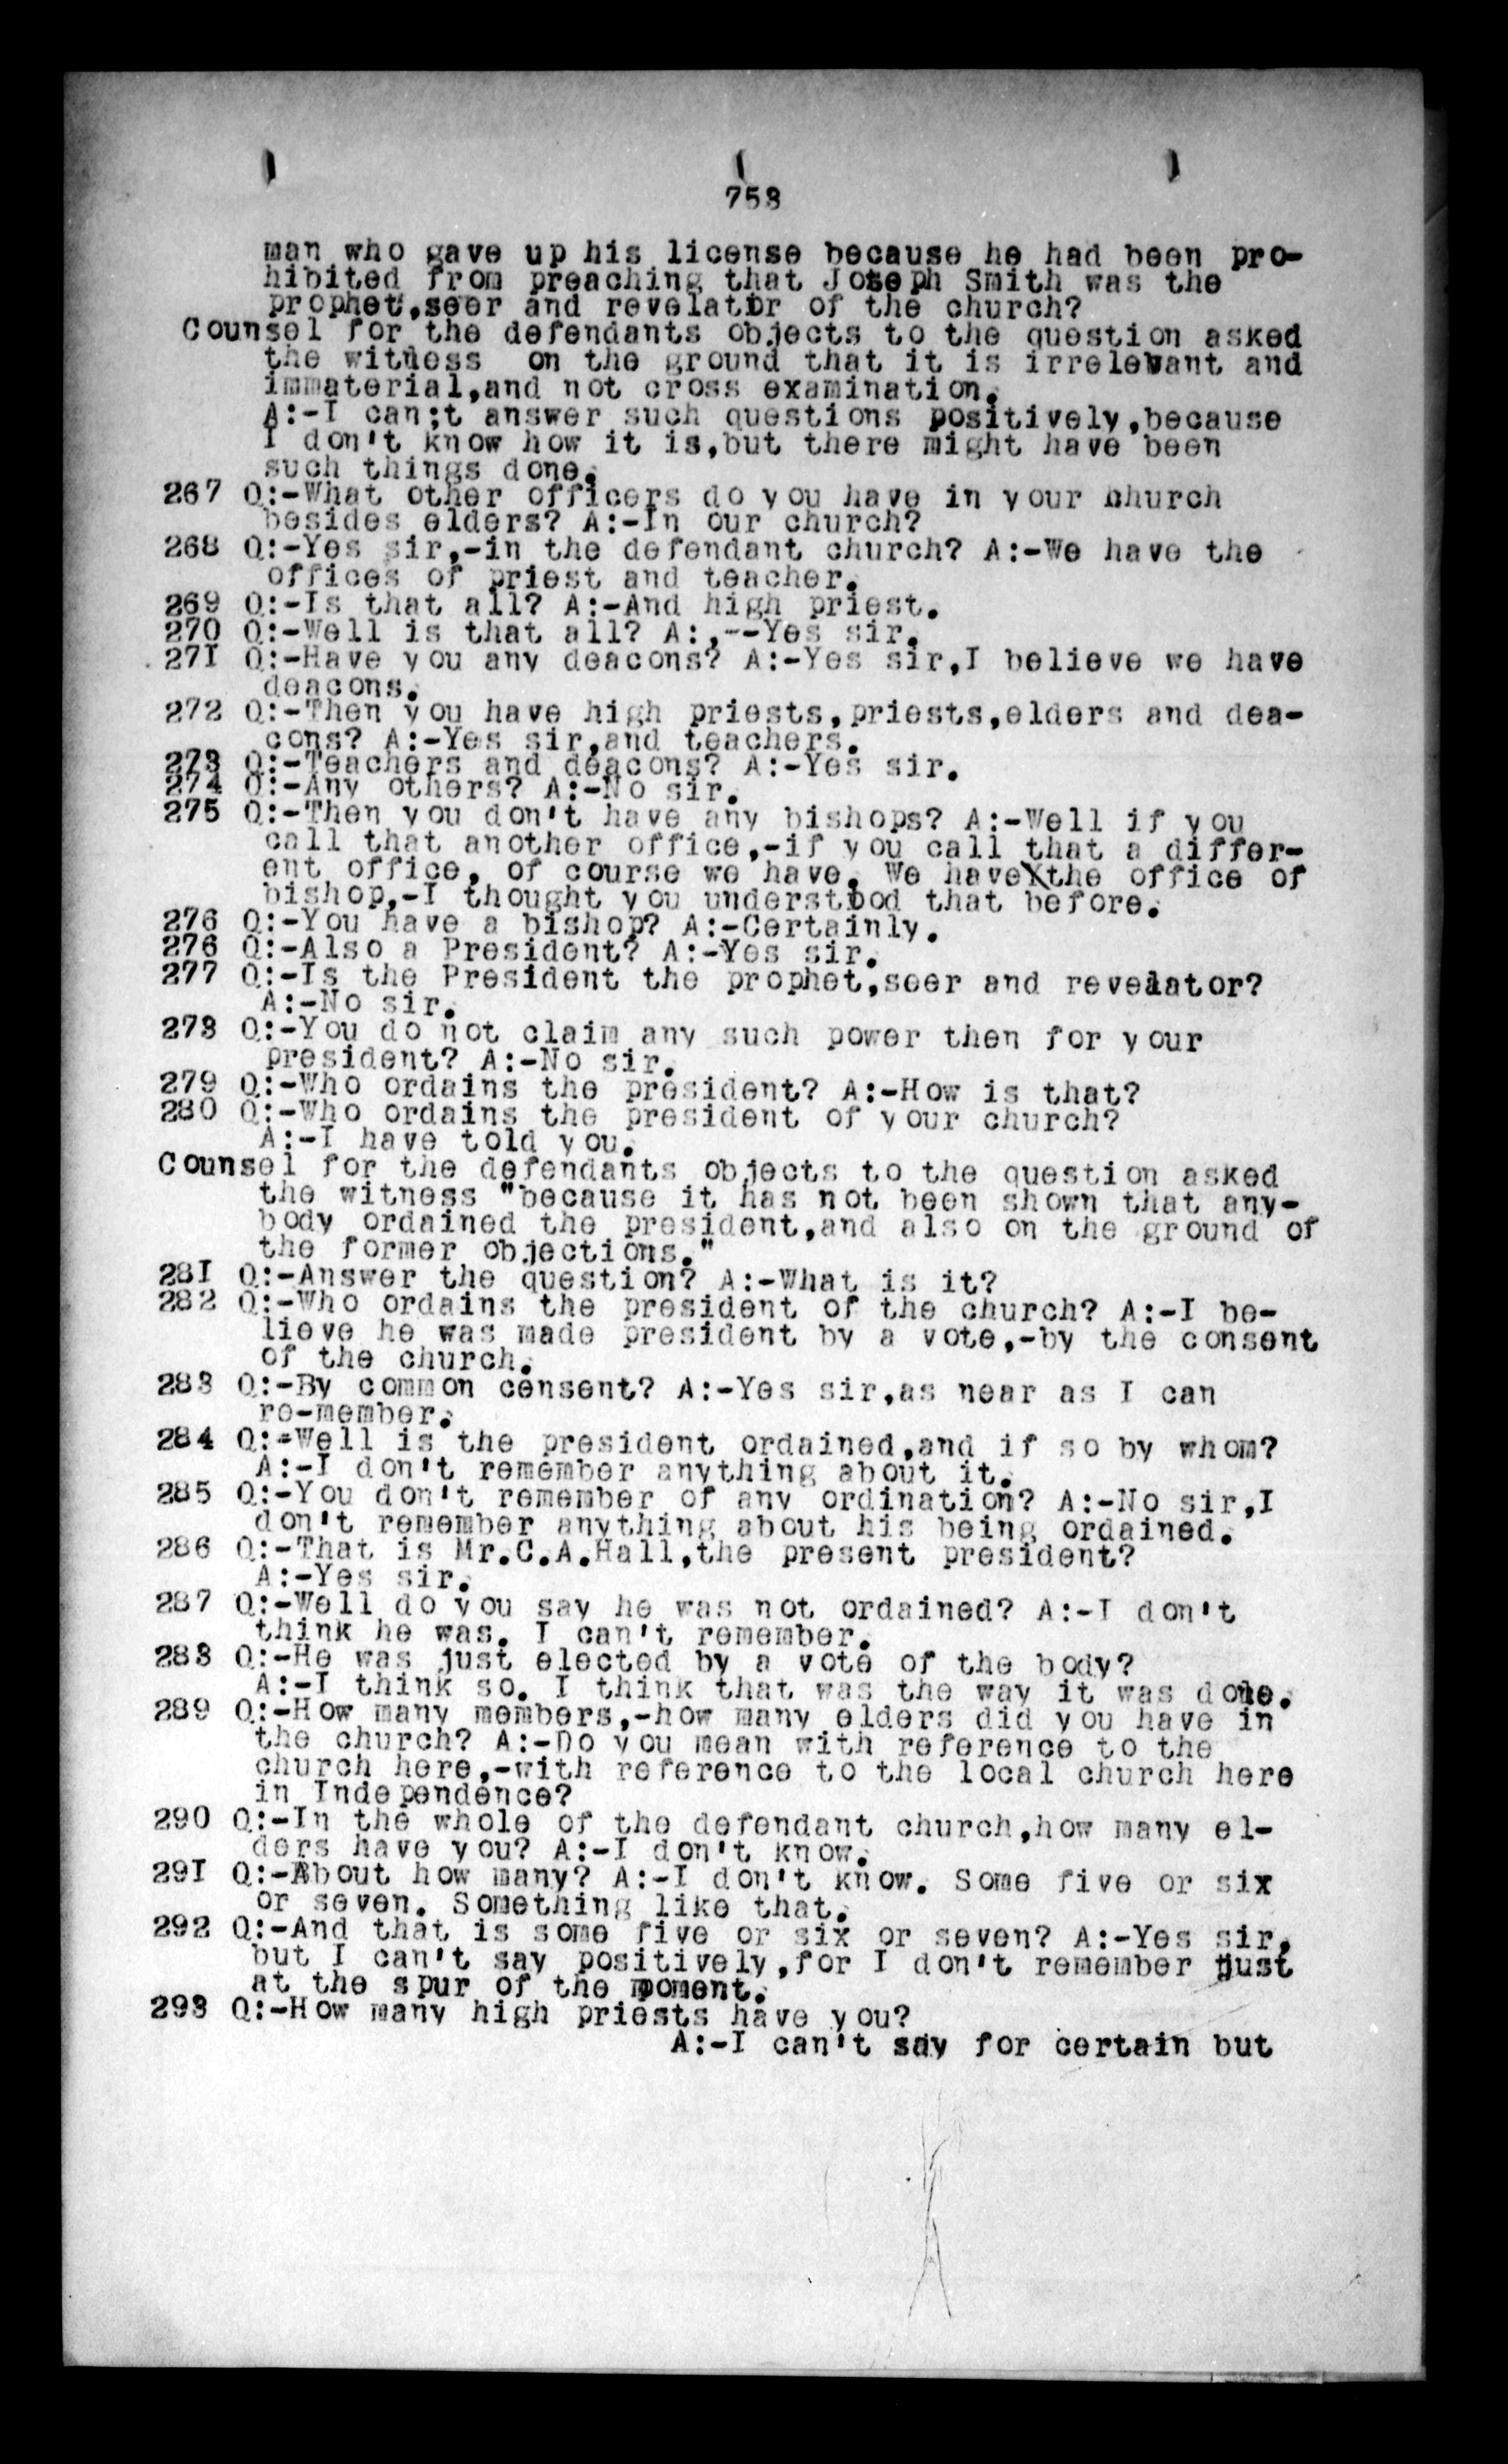 758
man who gave up his license because he had been pro-
hibited from preaching that Joseph Smith was the
prophet,seer and revelator of the church?
Counsel for the defendants objects to the question asked
the witness on the ground that it is irrelevant and
immaterial,and not cross examination.
A:-I can;t answer such questions positively,because
I don't know how it is,but there might have been
such things done.
267 Q:-What other officers do you have in your church
besides elders? A:-In our church?
268 Q:-Yes sir,-in the defendant church? A:-We have the
offices of priest and teacher.
269 Q:-Is that all? A:-And high priest.
270 Q:-Well is that all? A:,--Yes sir.
271 Q:-Have you any deacons? A:-Yes sir,I believe we have
deacons.
272 Q:-Then you have high priests,priests,elders and dea-
cons? A:-Yes sir,and teachers.
273 Q:-Teachers and deacons? A:-Yes sir.
274 Q:-Any others? A:-No sir.
275 Q:-Then you don't have any bishops? A:-Well if you
call that another office,-if you call that a differ-
ent office, of course we have. We have the office of
bishop,-I thought you understood that before.
276 Q:-You have a bishop? A:-Certainly.
276 Q:-Also a President? A:-Yes sir.
277 Q:-Is the President the prophet,seer and revelator?
A:-No sir.
278 Q:-You do not claim any such power then for your
president? A:-No sir.
279 Q:-Who ordains the president? A:-How is that?
280 Q:-Who ordains the president of your church?
A:-I have told you.
Counsel for the defendants objects to the question asked
the witness "because it has not been shown that any-
body ordained the president,and also on the ground of
the former objections."
281 Q:-Answer the question? A:-What is it?
282 Q:-Who ordains the president of the church? A:-I be-
lieve he was made president by a vote,-by the consent
of the church.
283 Q:-By common censent? A:-Yes sir,as near as I can
re-member.
284 Q:-Well is the president ordained,and if so by whom?
A:-I don't remember anything about it.
285 Q:-You don't remember of any ordination? A:-No sir,I
don't remember anything about his being ordained.
286 Q:-That is Mr.C.A.Hall,the present president?
A:-Yes sir.
287 Q:-Well do you say he was not ordained? A:-I don't
think he was. I can't remember.
288 Q:-He was just elected by a vote of the body?
A:-I think so. I think that was the way it was done.
289 Q:-How many members,-how many elders did you have in
the church? A:-Do you mean with reference to the
church here,-with reference to the local church here
in Independence?
290 Q:-In the whole of the defendant church,how many el-
ders have you? A:-I don't know.
291 Q:-About how many? A:-I don't know. Some five or six
or seven. Something like that.
292 Q:-And that is some five or six or seven? A:-Yes sir,
but I can't say positively,for I don't remember just
at the spur of the moment.
293 Q:-How many high priests have you?
A:-I can't say for certain but